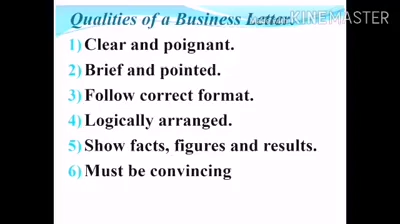 Qualities of a Business Letter.
KINEMASTER
1) Clear and poignant.
2) Brief and pointed.
3) Follow correct format.
4) Logically arranged.
5) Show facts, figures and results.
6) Must be convincing